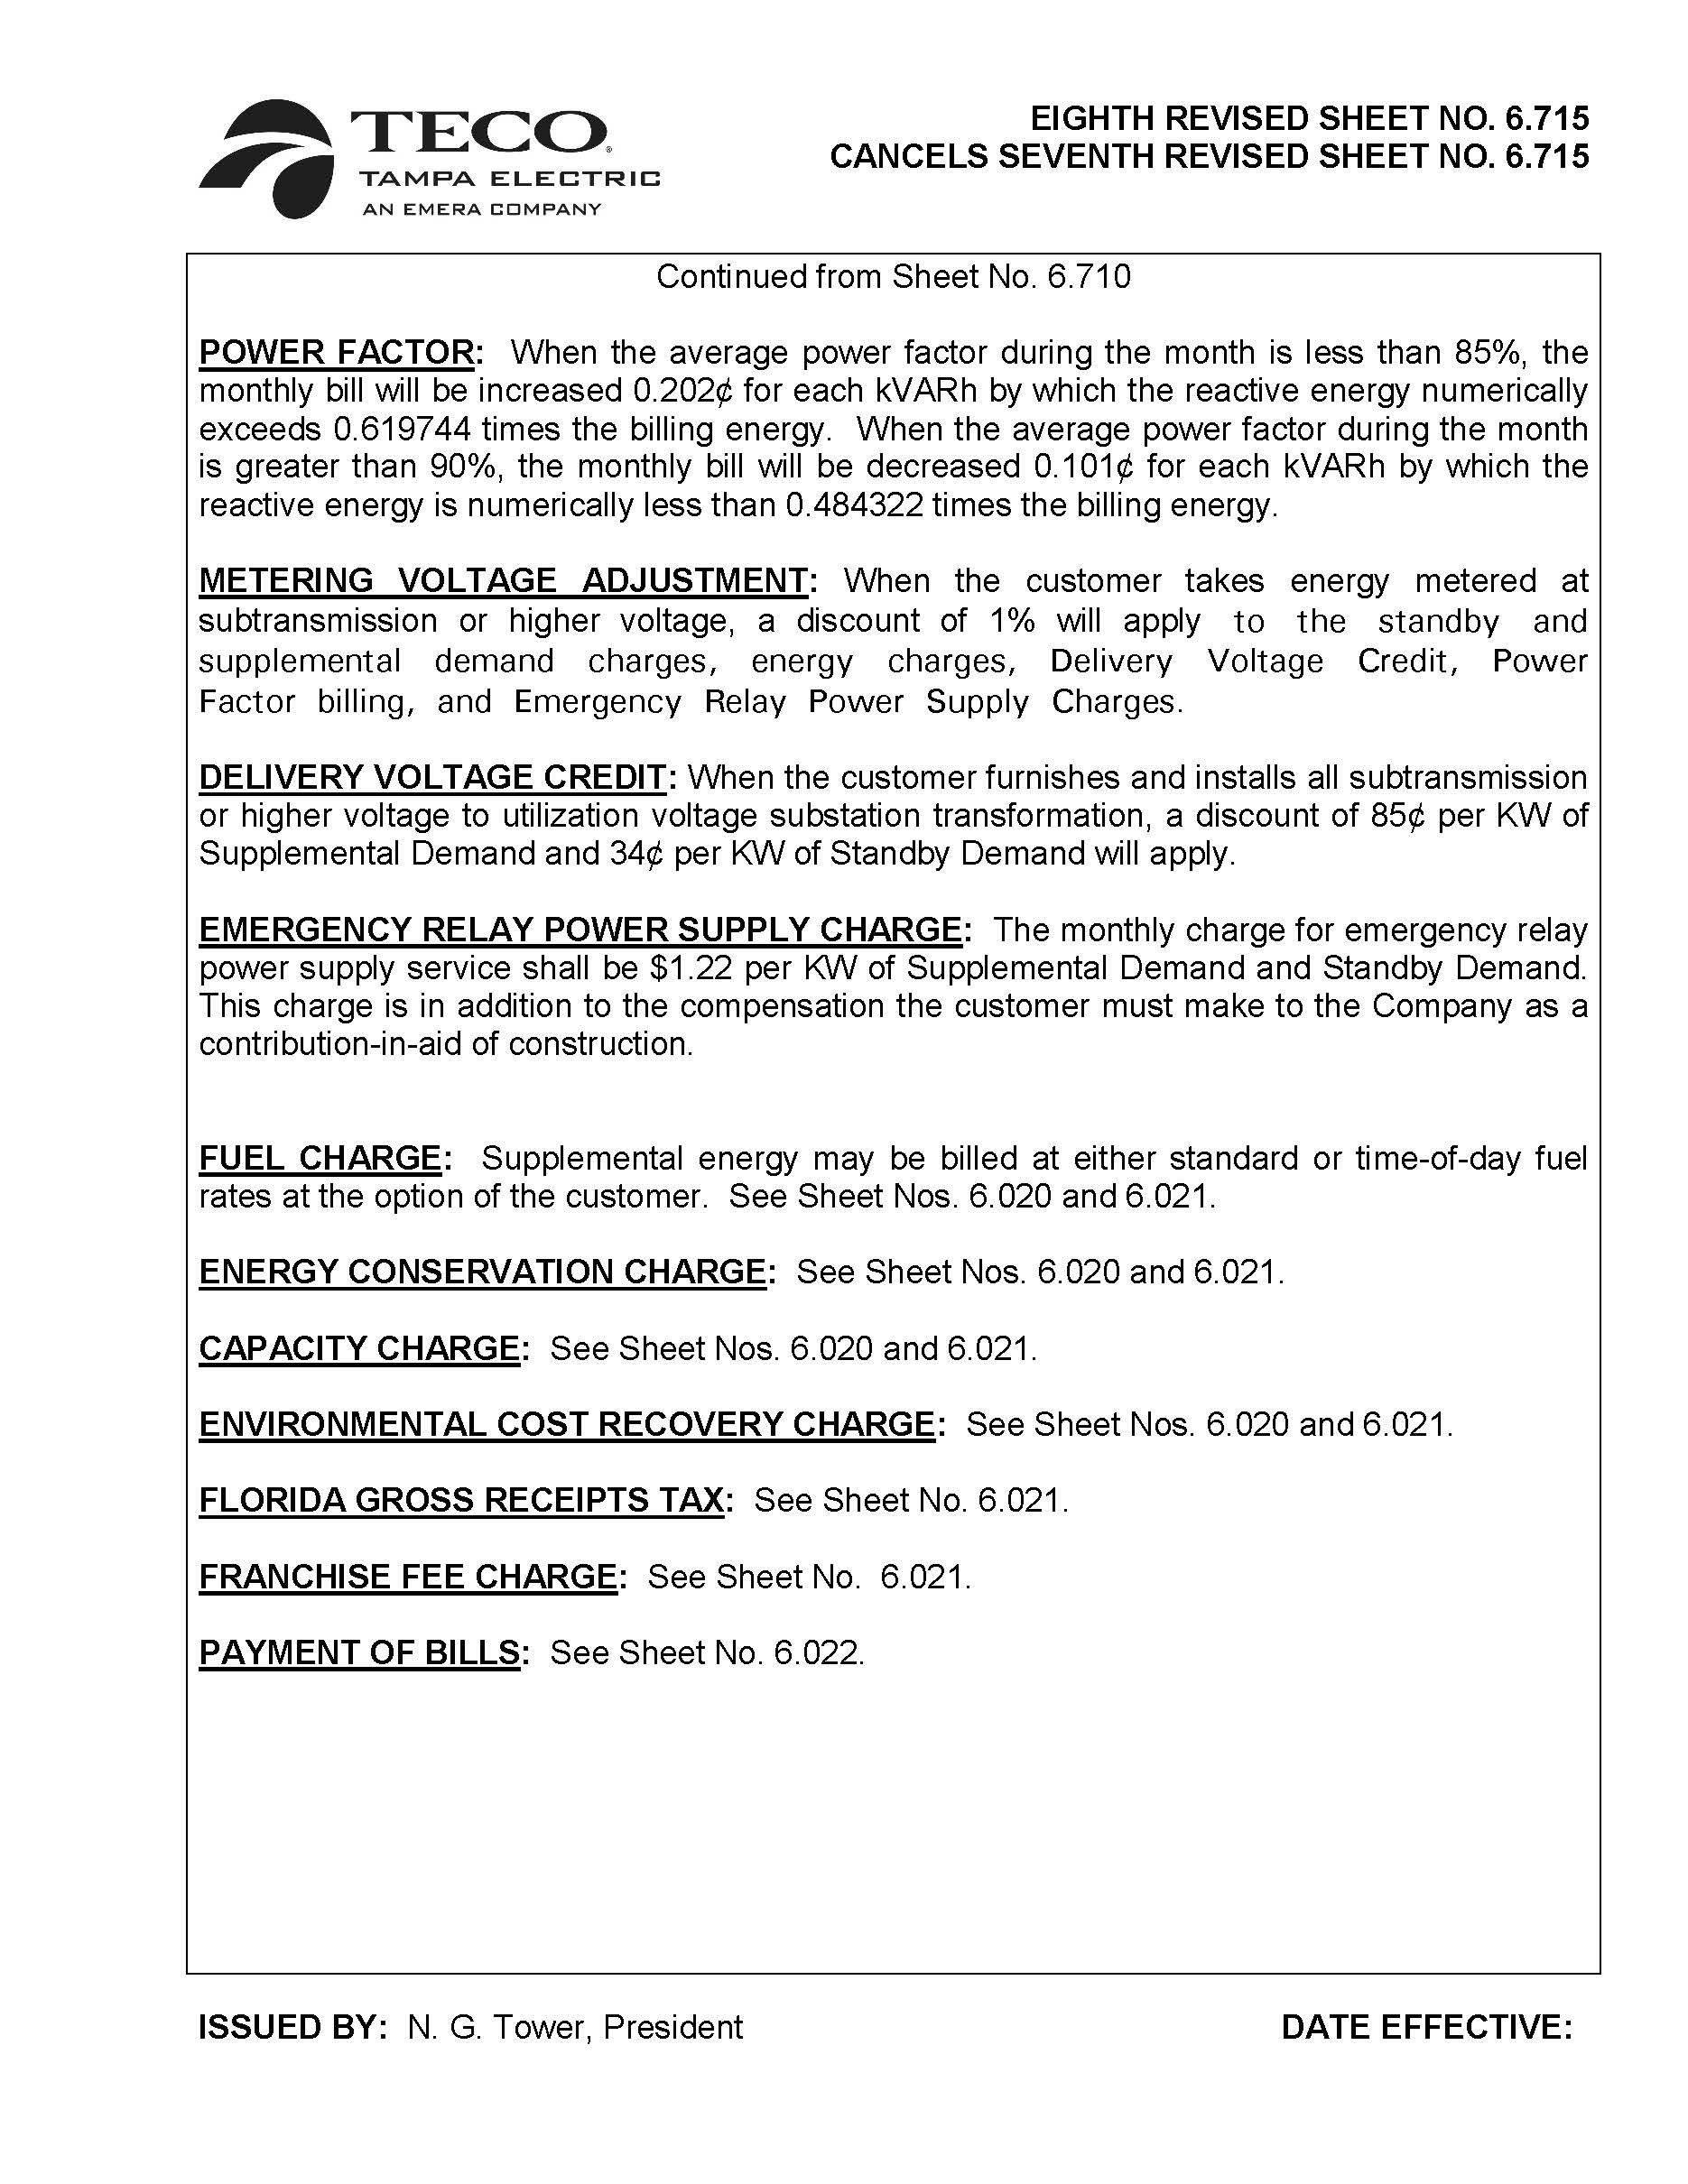 TECO®
TAMPA ELECTRIC
AN EMERA COMPANY
EIGHTH REVISED SHEET NO. 6.715
CANCELS SEVENTH REVISED SHEET NO. 6.715
Continued from Sheet No. 6.710
POWER FACTOR: When the average power factor during the month is less than 85%, the
monthly bill will be increased 0.202¢ for each kVARh by which the reactive energy numerically
exceeds 0.619744 times the billing energy. When the average power factor during the month
is greater than 90%, the monthly bill will be decreased 0.101¢ for each kVARh by which the
reactive energy is numerically less than 0.484322 times the billing energy.
METERING VOLTAGE ADJUSTMENT: When the customer takes energy metered at
subtransmission or higher voltage, a discount of 1% will apply to the standby and
supplemental demand charges, energy charges, Delivery Voltage Credit, Power
Factor billing, and Emergency Relay Power Supply Charges.
DELIVERY VOLTAGE CREDIT: When the customer furnishes and installs all subtransmission
or higher voltage to utilization voltage substation transformation, a discount of 85¢ per KW of
Supplemental Demand and 34¢ per KW of Standby Demand will apply.
EMERGENCY RELAY POWER SUPPLY CHARGE: The monthly charge for emergency relay
power supply service shall be $1.22 per KW of Supplemental Demand and Standby Demand.
This charge is in addition to the compensation the customer must make to the Company as a
contribution-in-aid of construction.
FUEL CHARGE: Supplemental energy may be billed at either standard or time-of-day fuel
rates at the option of the customer. See Sheet Nos. 6.020 and 6.021.
ENERGY CONSERVATION CHARGE: See Sheet Nos. 6.020 and 6.021.
CAPACITY CHARGE: See Sheet Nos. 6.020 and 6.021.
ENVIRONMENTAL COST RECOVERY CHARGE: See Sheet Nos. 6.020 and 6.021.
FLORIDA GROSS RECEIPTS TAX: See Sheet No. 6.021.
FRANCHISE FEE CHARGE: See Sheet No. 6.021.
PAYMENT OF BILLS: See Sheet No. 6.022.
ISSUED BY: N. G. Tower, President
DATE EFFECTIVE: